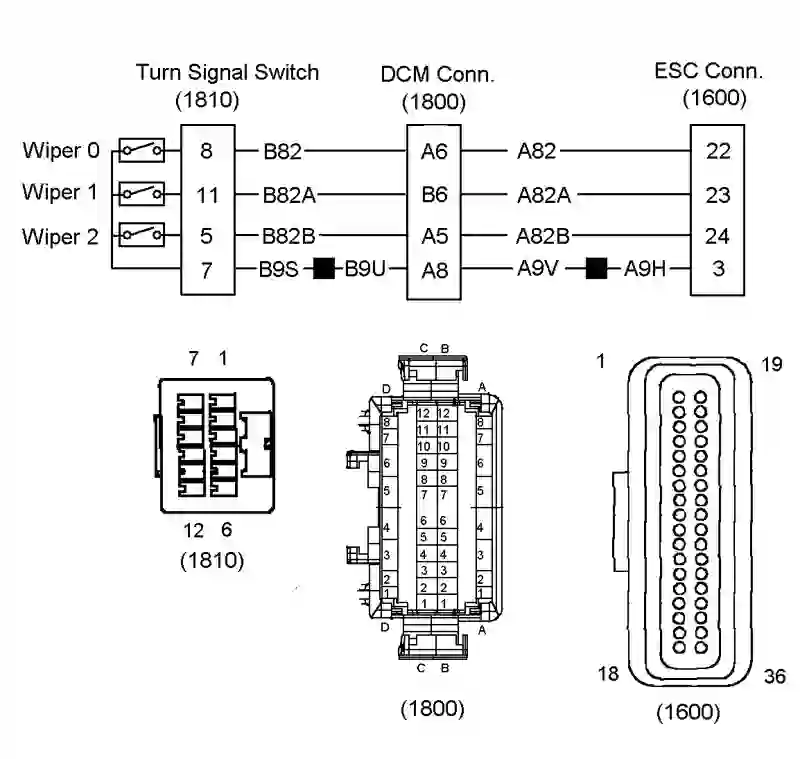 Turn Signal Switch DCM Conn. ESC Conn.
(1810) (1800) (1600)
Wiper 0 8 B82 A6 A82 22
Wiper 1 11 B82A B6 A82A 23
Wiper 2 5 B82B A5 A82B 24
7 B9S B9U A8 A9V A9H 3
7 1
12 6
(1810)
C B
D A
12 12
8 11 11 8
7 10 10 7
6 9 9 6
8 8
5 7 7 5
6 6
4 5 5 4
3 4 4 3
3 3
2 2 2 2
1 1 1 1
D A
C B
(1800)
1 19
18 36
(1600)